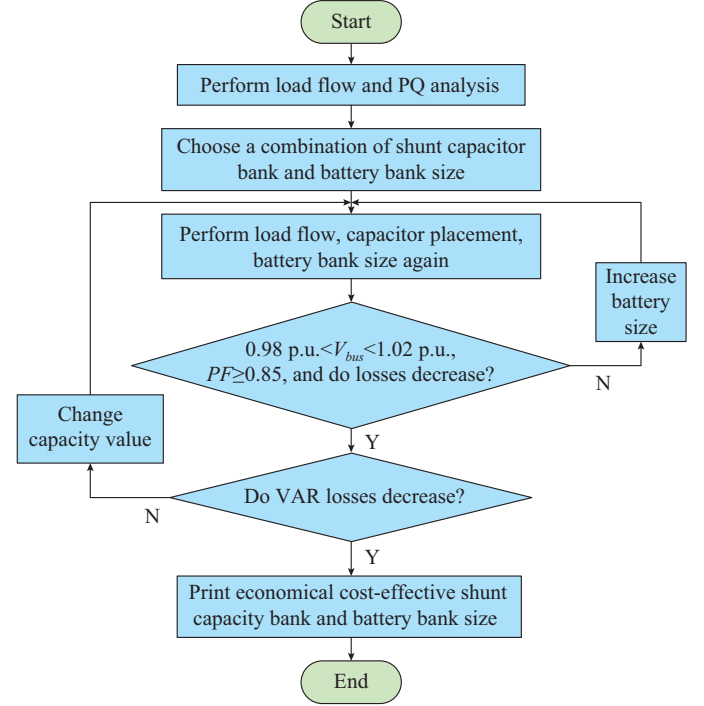 Start
Perform load flow and PQ analysis
Choose a combination of shunt capacitor
bank and battery bank size
Perform load flow, capacitor placement,
battery bank size again
Increase
battery
size
0.98 p.u.<V_bus<1.02 p.u.,
PF≥0.85, and do losses decrease?
N
Change
capacity value
Y
Do VAR losses decrease?
N
Y
Print economical cost-effective shunt
capacity bank and battery bank size
End